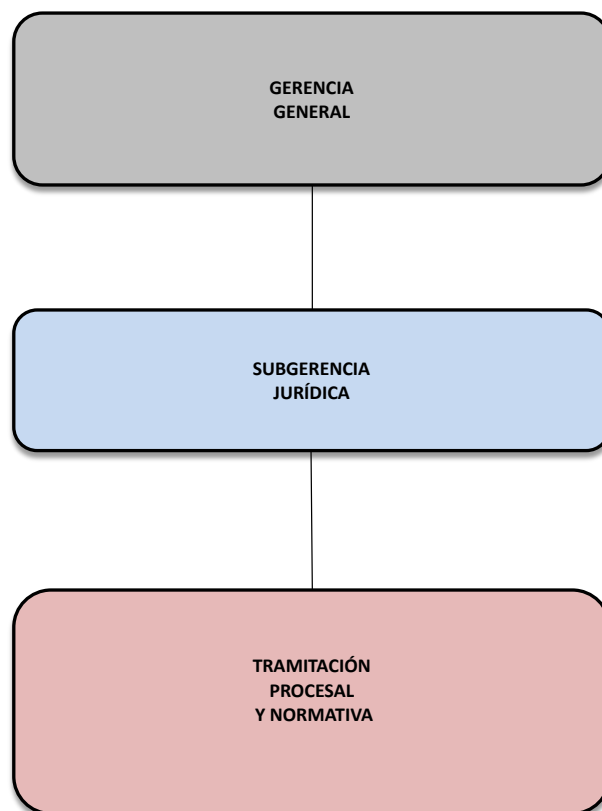 GERENCIA
GENERAL
SUBGERENCIA
JURÍDICA
TRAMITACIÓN
PROCESAL
Y NORMATIVA